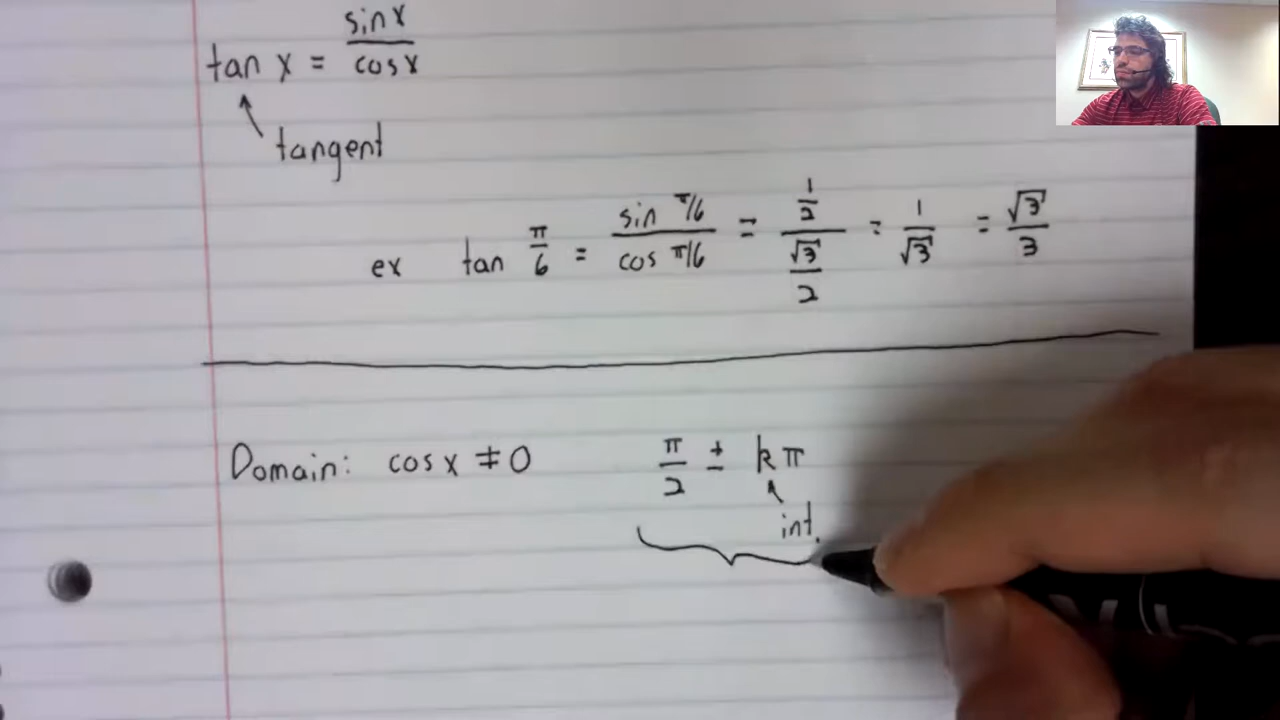 tan x = sin x / cos x
tangent
ex tan π/6 = sin π/6 / cos π/6 = 1/2 / √3/2 = 1/√3 = √3/3
Domain: cos x ≠ 0 π/2 ± kπ
int.